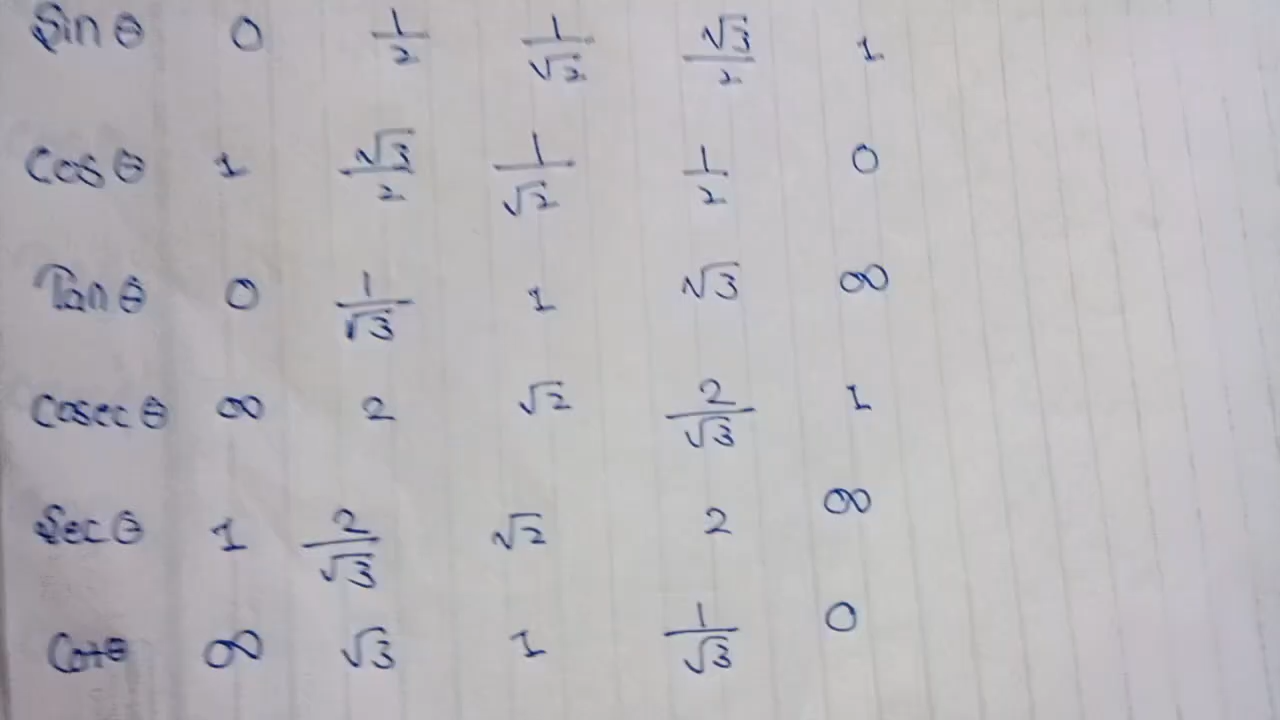 Sin θ 0 1/2 1/√2 √3/2 1
Cos θ 1 √3/2 1/√2 1/2 0
Tan θ 0 1/√3 1 √3 ∞
Cosec θ ∞ 2 √2 2/√3 1
Sec θ 1 2/√3 √2 2 ∞
Cot θ ∞ √3 1 1/√3 0